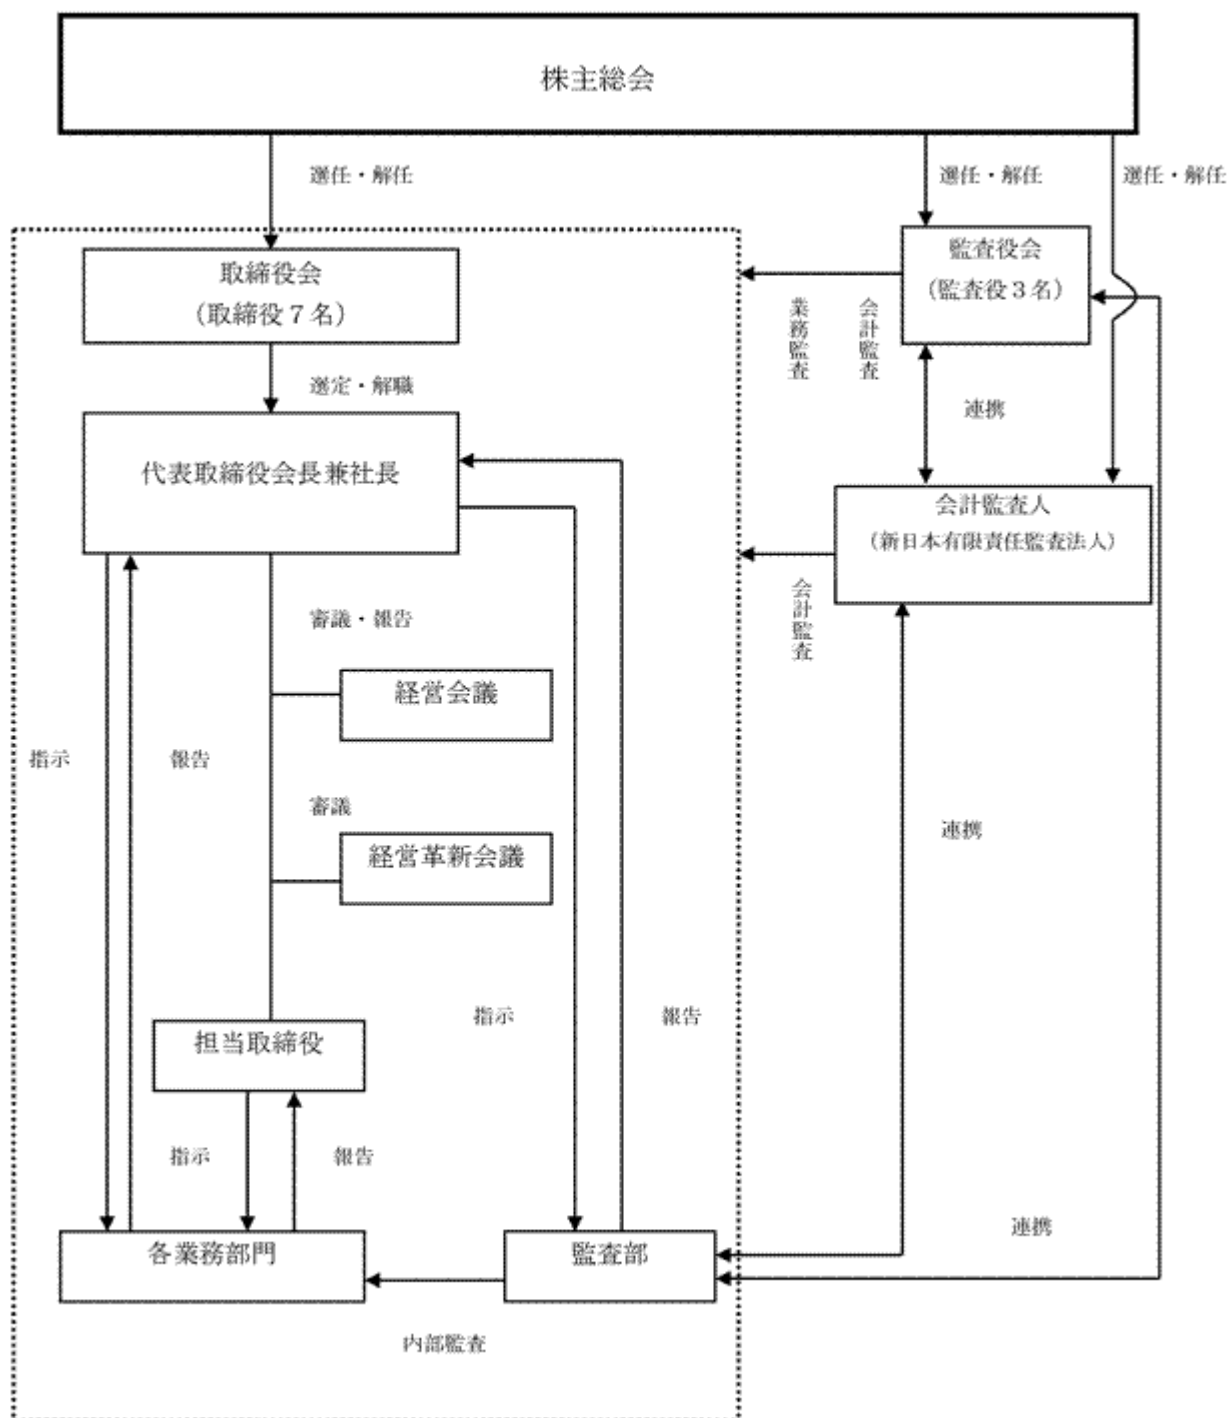 株主総会
選任・解任
選任・解任
選任・解任
取締役会
(取締役７名)
監査役会
(監査役３名)
業務監査
会計監査
選定・解職
連携
代表取締役会長兼社長
会計監査人
(新日本有限責任監査法人)
会計監査
審議・報告
経営会議
指示
報告
審議
経営革新会議
連携
指示
報告
担当取締役
指示
報告
連携
各業務部門
監査部
内部監査